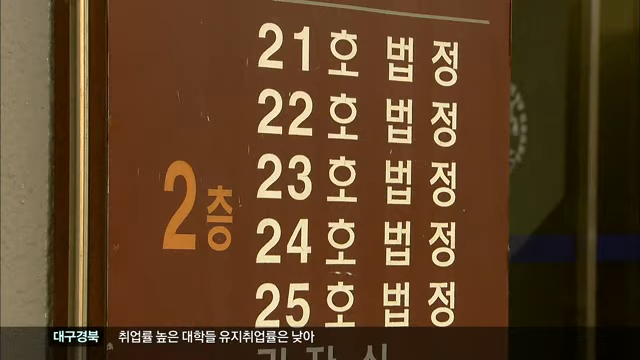 21호 법정
22호 법정
2층
23호 법정
24호 법정
25호 법정
대구경북 취업률 높은 대학들 유지취업률은 낮아